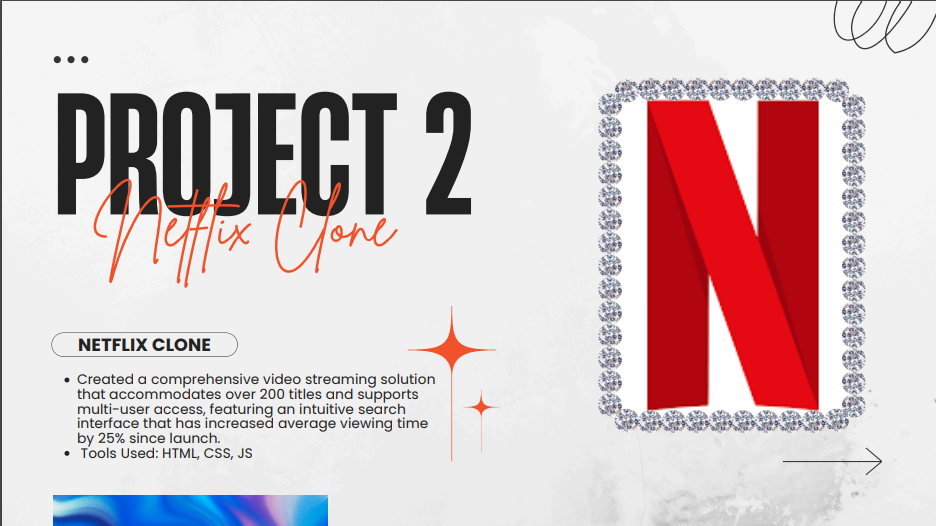 PROJECT 2
Netflix Clone
NETFLIX CLONE
• Created a comprehensive video streaming solution
that accommodates over 200 titles and supports
multi-user access, featuring an intuitive search
interface that has increased average viewing time
by 25% since launch.
• Tools Used: HTML, CSS, JS
N